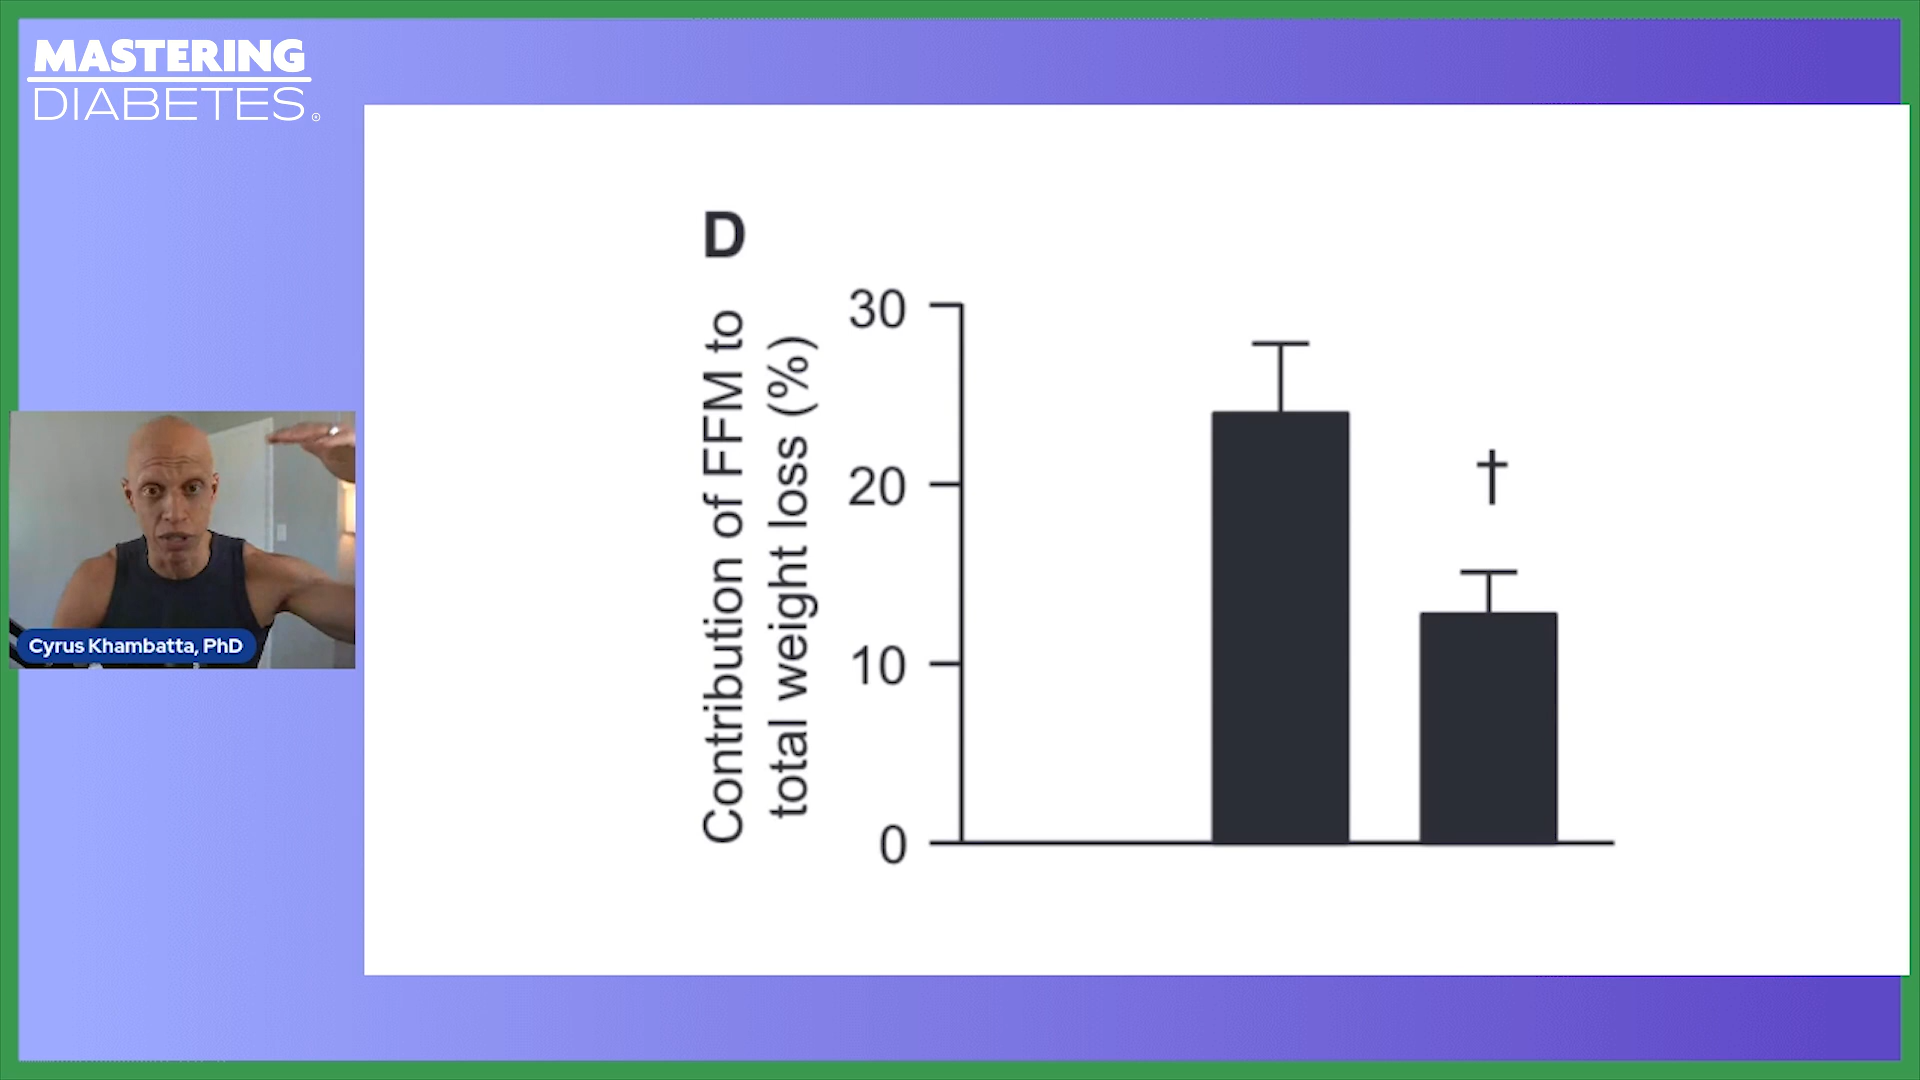 MASTERING
DIABETES®
D
Contribution of FFM to
total weight loss (%)
30
20
10
0
†
Cyrus Khambatta, PhD